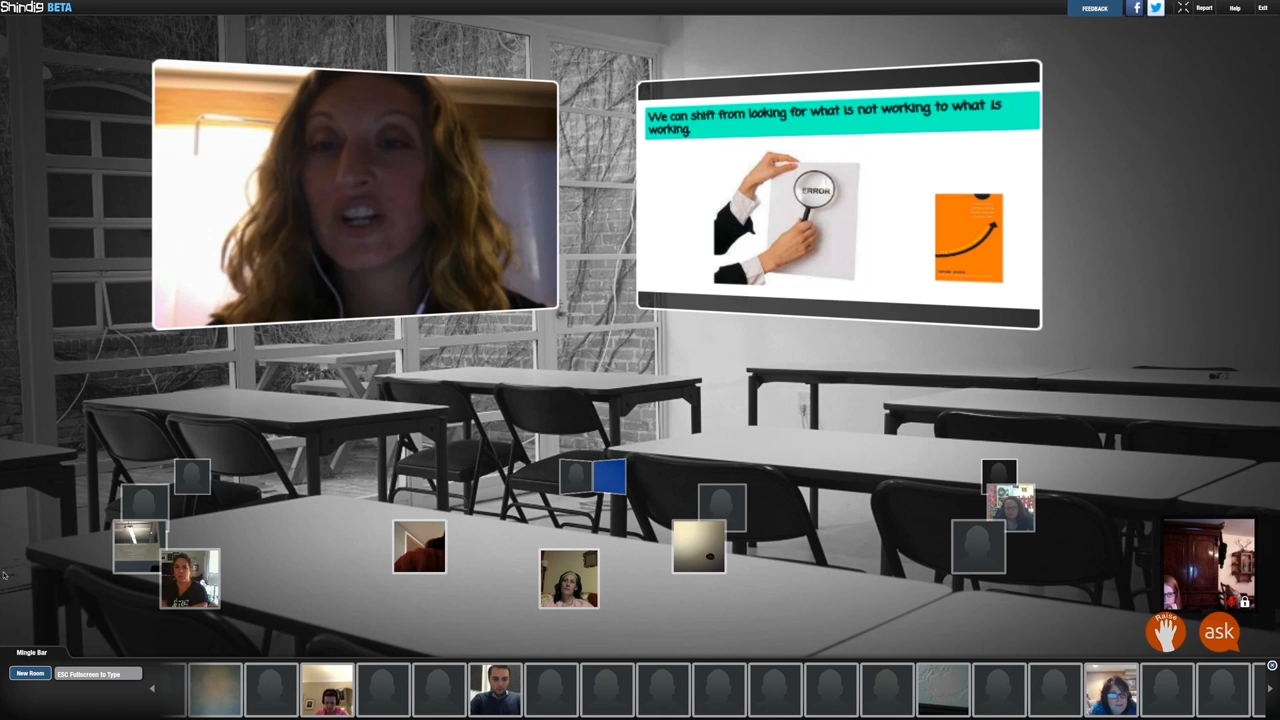 Shindig BETA
FEEDBACK
Report
Help
Exit
We can shift from looking for what is not working to what is
working.
ERROR
Raise
ask
Mingle Bar
New Room
ESC Fullscreen to Type